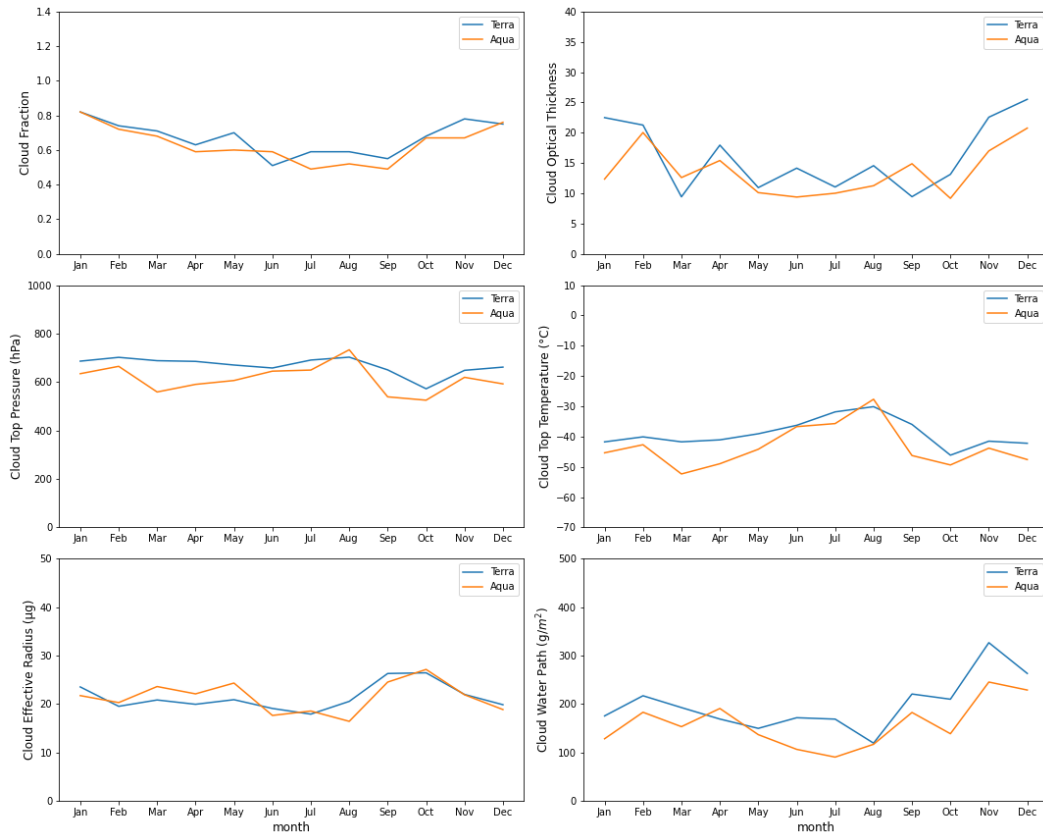 Cloud Fraction
1.4
1.2
1.0
0.8
0.6
0.4
0.2
0.0
Jan Feb Mar Apr May Jun Jul Aug Sep Oct Nov Dec
Terra
Aqua
Cloud Optical Thickness
40
35
30
25
20
15
10
5
0
Jan Feb Mar Apr May Jun Jul Aug Sep Oct Nov Dec
Terra
Aqua
Cloud Top Pressure (hPa)
1000
800
600
400
200
0
Jan Feb Mar Apr May Jun Jul Aug Sep Oct Nov Dec
Terra
Aqua
Cloud Top Temperature (°C)
10
0
−10
−20
−30
−40
−50
−60
−70
Jan Feb Mar Apr May Jun Jul Aug Sep Oct Nov Dec
Terra
Aqua
Cloud Effective Radius (μg)
50
40
30
20
10
0
Jan Feb Mar Apr May Jun Jul Aug Sep Oct Nov Dec
month
Terra
Aqua
Cloud Water Path (g/m²)
500
400
300
200
100
0
Jan Feb Mar Apr May Jun Jul Aug Sep Oct Nov Dec
month
Terra
Aqua